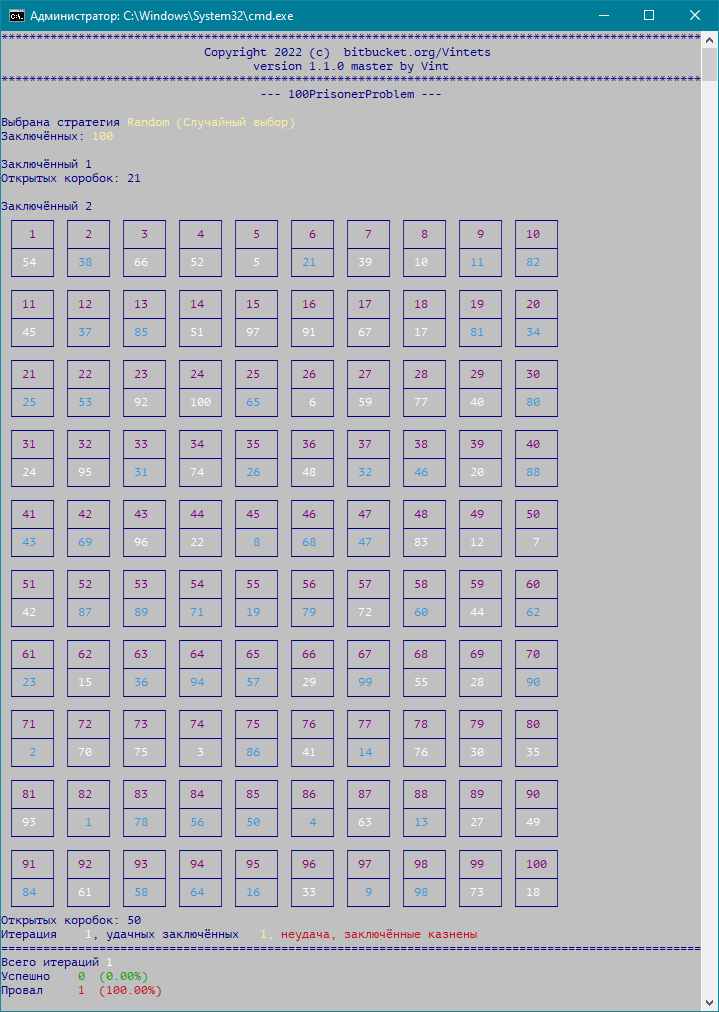 Администратор: C:\Windows\System32\cmd.exe
****************************************************************************************************
Copyright 2022 (c)  bitbucket.org/Vintets
version 1.1.0 master by Vint
****************************************************************************************************
--- 100PrisonerProblem ---
Выбрана стратегия Random (Случайный выбор)
Заключённых: 100
Заключённый 1
Открытых коробок: 21
Заключённый 2
1 2 3 4 5 6 7 8 9 10
54 38 66 52 5 21 39 10 11 82
11 12 13 14 15 16 17 18 19 20
45 37 85 51 97 91 67 17 81 34
21 22 23 24 25 26 27 28 29 30
25 53 92 100 65 6 59 77 40 80
31 32 33 34 35 36 37 38 39 40
24 95 31 74 26 48 32 46 20 88
41 42 43 44 45 46 47 48 49 50
43 69 96 22 8 68 47 83 12 7
51 52 53 54 55 56 57 58 59 60
42 87 89 71 19 79 72 60 44 62
61 62 63 64 65 66 67 68 69 70
23 15 36 94 57 29 99 55 28 90
71 72 73 74 75 76 77 78 79 80
2 70 75 3 86 41 14 76 30 35
81 82 83 84 85 86 87 88 89 90
93 1 78 56 50 4 63 13 27 49
91 92 93 94 95 96 97 98 99 100
84 61 58 64 16 33 9 98 73 18
Открытых коробок: 50
Итерация    1, удачных заключённых   1, неудача, заключённые казнены
====================================================================================================
Всего итераций 1
Успешно    0  (0.00%)
Провал     1  (100.00%)